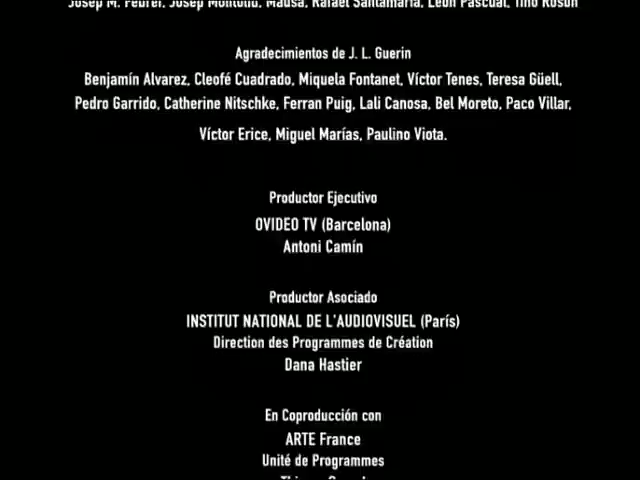 Josep M. Febrer, Josep Montoliu, Mausa, Rafael Santamaría, León Pascual, Tino Rosón
Agradecimientos de J. L. Guerin
Benjamín Alvarez, Cleofé Cuadrado, Miquela Fontanet, Víctor Tenes, Teresa Güell,
Pedro Garrido, Catherine Nitschke, Ferran Puig, Lali Canosa, Bel Moreto, Paco Villar,
Víctor Erice, Miguel Marías, Paulino Viota.
Productor Ejecutivo
OVIDEO TV (Barcelona)
Antoni Camín
Productor Asociado
INSTITUT NATIONAL DE L'AUDIOVISUEL (París)
Direction des Programmes de Création
Dana Hastier
En Coproducción con
ARTE France
Unité de Programmes